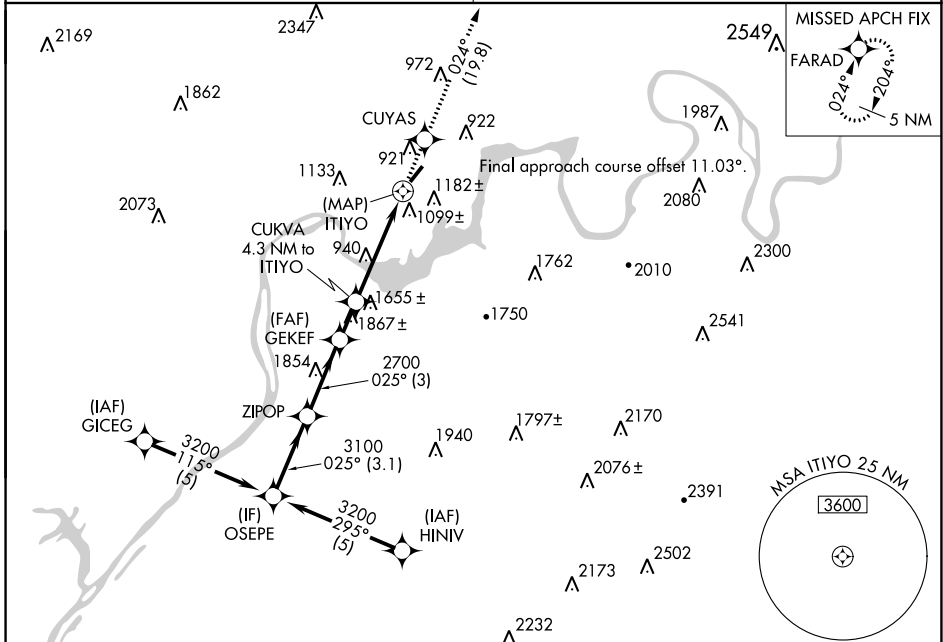 2169
2347
2549
MISSED APCH FIX
FARAD
024°
204°
5 NM
024°
(19.8)
972
1862
CUYAS
922
921
1987
Final approach course offset 11.03°.
1133
1182±
2080
2073
(MAP)
ITIYO
1099±
CUKVA
4.3 NM to
ITIYO
940
1762
2010
2300
1655 ±
1750
1867±
(FAF)
GEKEF
2541
1854
2700
025° (3)
ZIPOP
(IAF)
GICEG
3200
115°
(5)
3100
025° (3.1)
1940
1797±
2170
2076±
2391
MSA ITIYO 25 NM
3600
(IF)
OSEPE
3200
295°
(5)
(IAF)
HINIV
2502
2173
2232